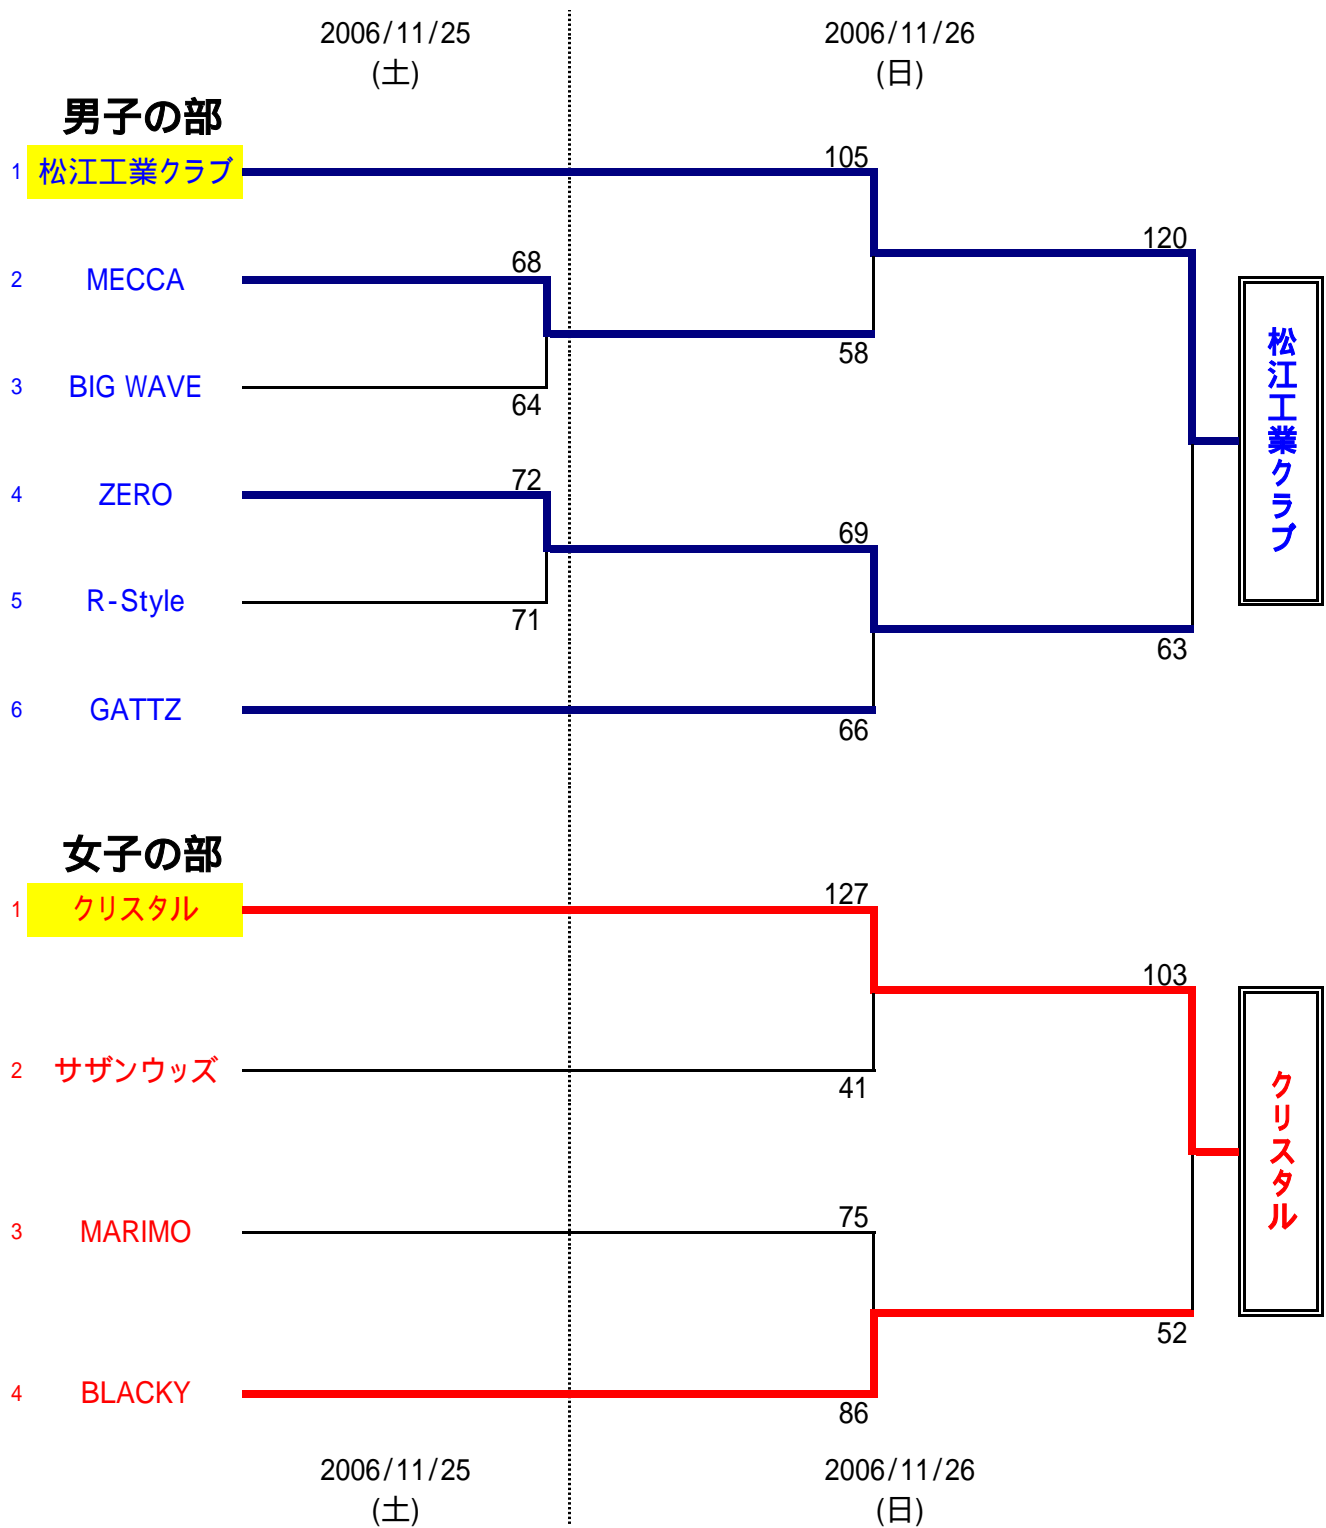 2006/11/25
(土)
2006/11/26
(日)
男子の部
1 松江工業クラブ
105
120
2 MECCA
68
58
3 BIG WAVE
64
松江工業クラブ
4 ZERO
72
69
5 R-Style
71
63
6 GATTZ
66
女子の部
1 クリスタル
127
103
2 サザンウッズ
41
クリスタル
3 MARIMO
75
52
4 BLACKY
86
2006/11/25
(土)
2006/11/26
(日)